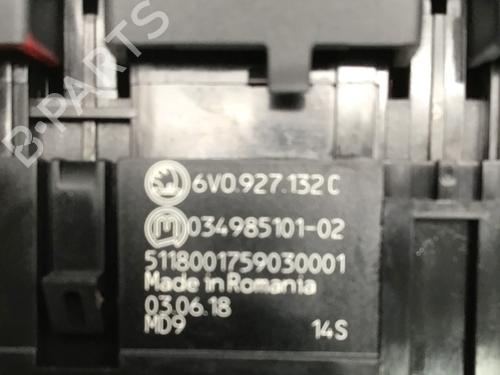 6V0.927.132 C
034985101-02
5118001759030001
Made in Romania
03.06.18
MD9 14S
B-PARTS